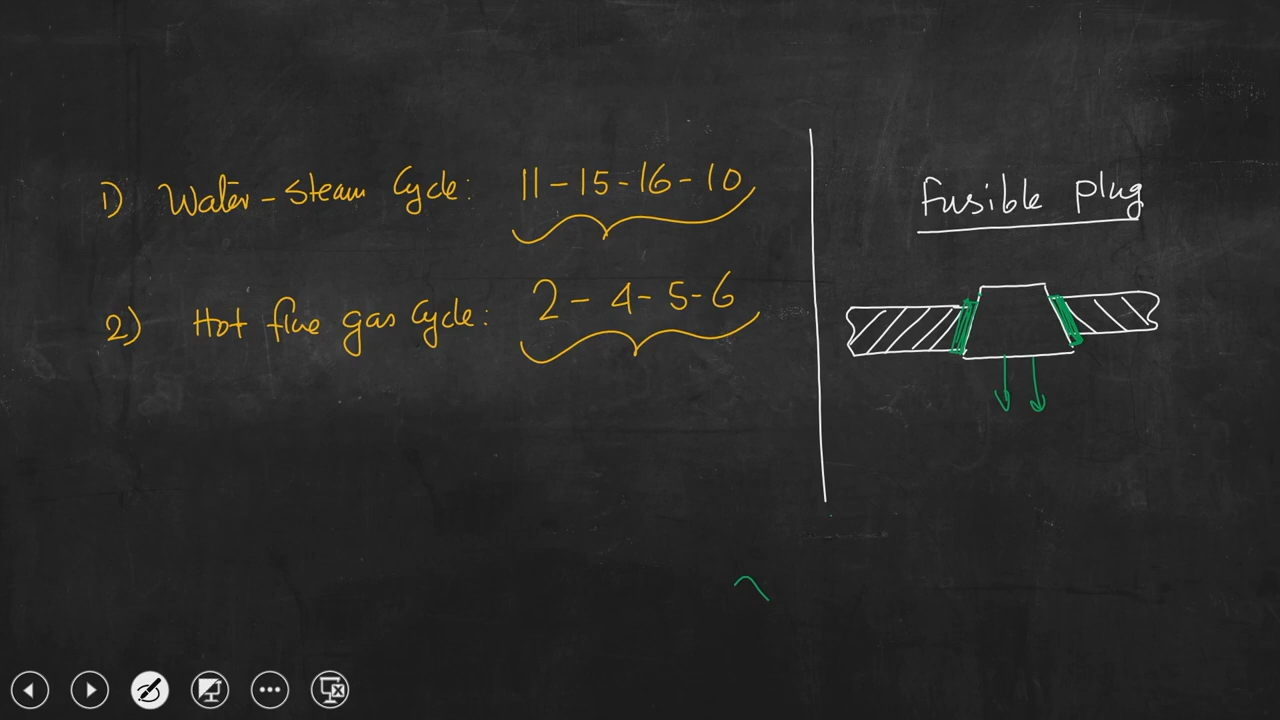 1) Water-Steam Cycle: 11-15-16-10
2) Hot flue gas Cycle: 2-4-5-6
Fusible Plug